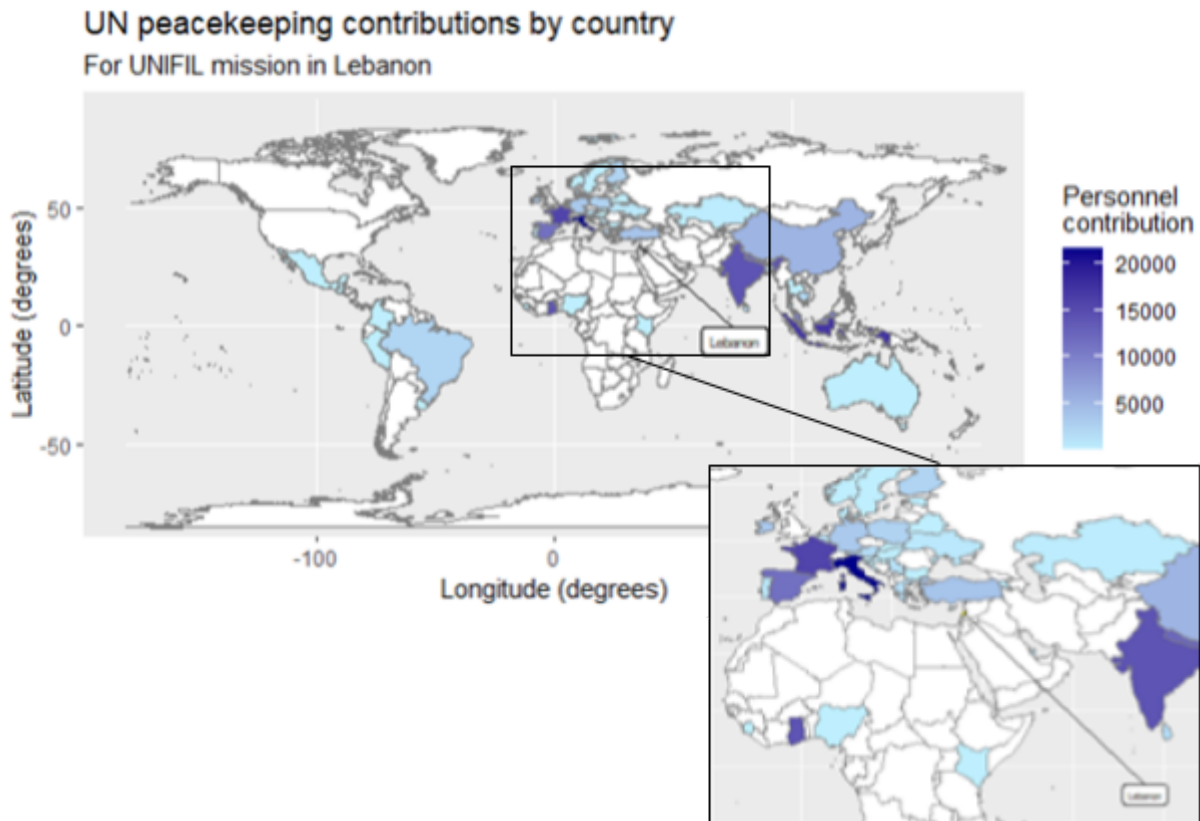 UN peacekeeping contributions by country
For UNIFIL mission in Lebanon
Latitude (degrees)
50
0
-50
Lebanon
Personnel
contribution
20000
15000
10000
5000
-100
0
Longitude (degrees)
Lebanon